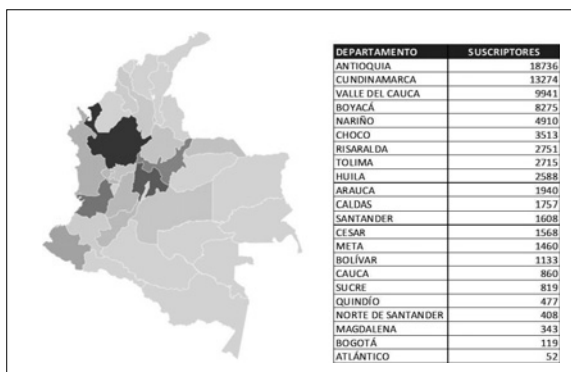 DEPARTAMENTO SUSCRIPTORES
ANTIOQUIA 18736
CUNDINAMARCA 13274
VALLE DEL CAUCA 9941
BOYACÁ 8275
NARIÑO 4910
CHOCO 3513
RISARALDA 2751
TOLIMA 2715
HUILA 2588
ARAUCA 1940
CALDAS 1757
SANTANDER 1608
CESAR 1568
META 1460
BOLÍVAR 1133
CAUCA 860
SUCRE 819
QUINDÍO 477
NORTE DE SANTANDER 408
MAGDALENA 343
BOGOTÁ 119
ATLÁNTICO 52